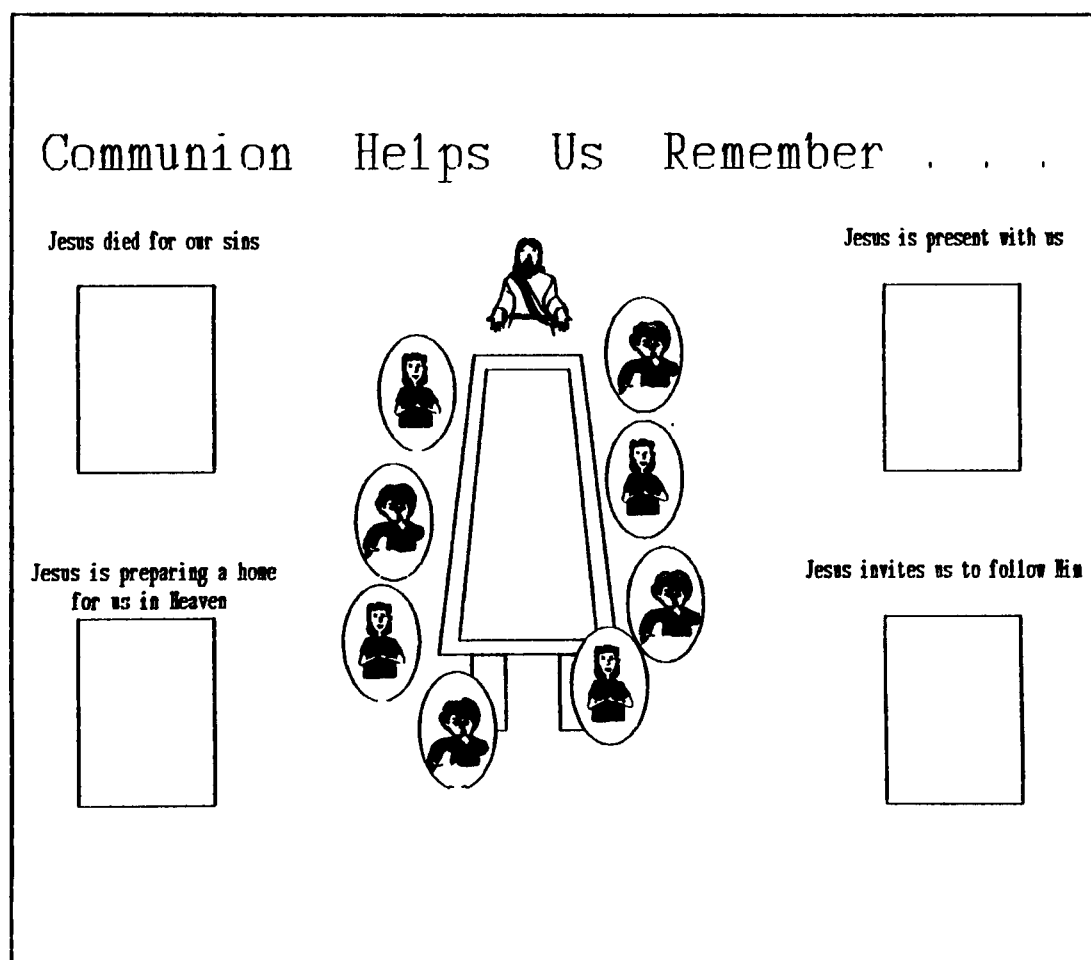 Communion Helps Us Remember . . .
Jesus died for our sins
Jesus is present with us
Jesus is preparing a home
for us in Heaven
Jesus invites us to follow Him